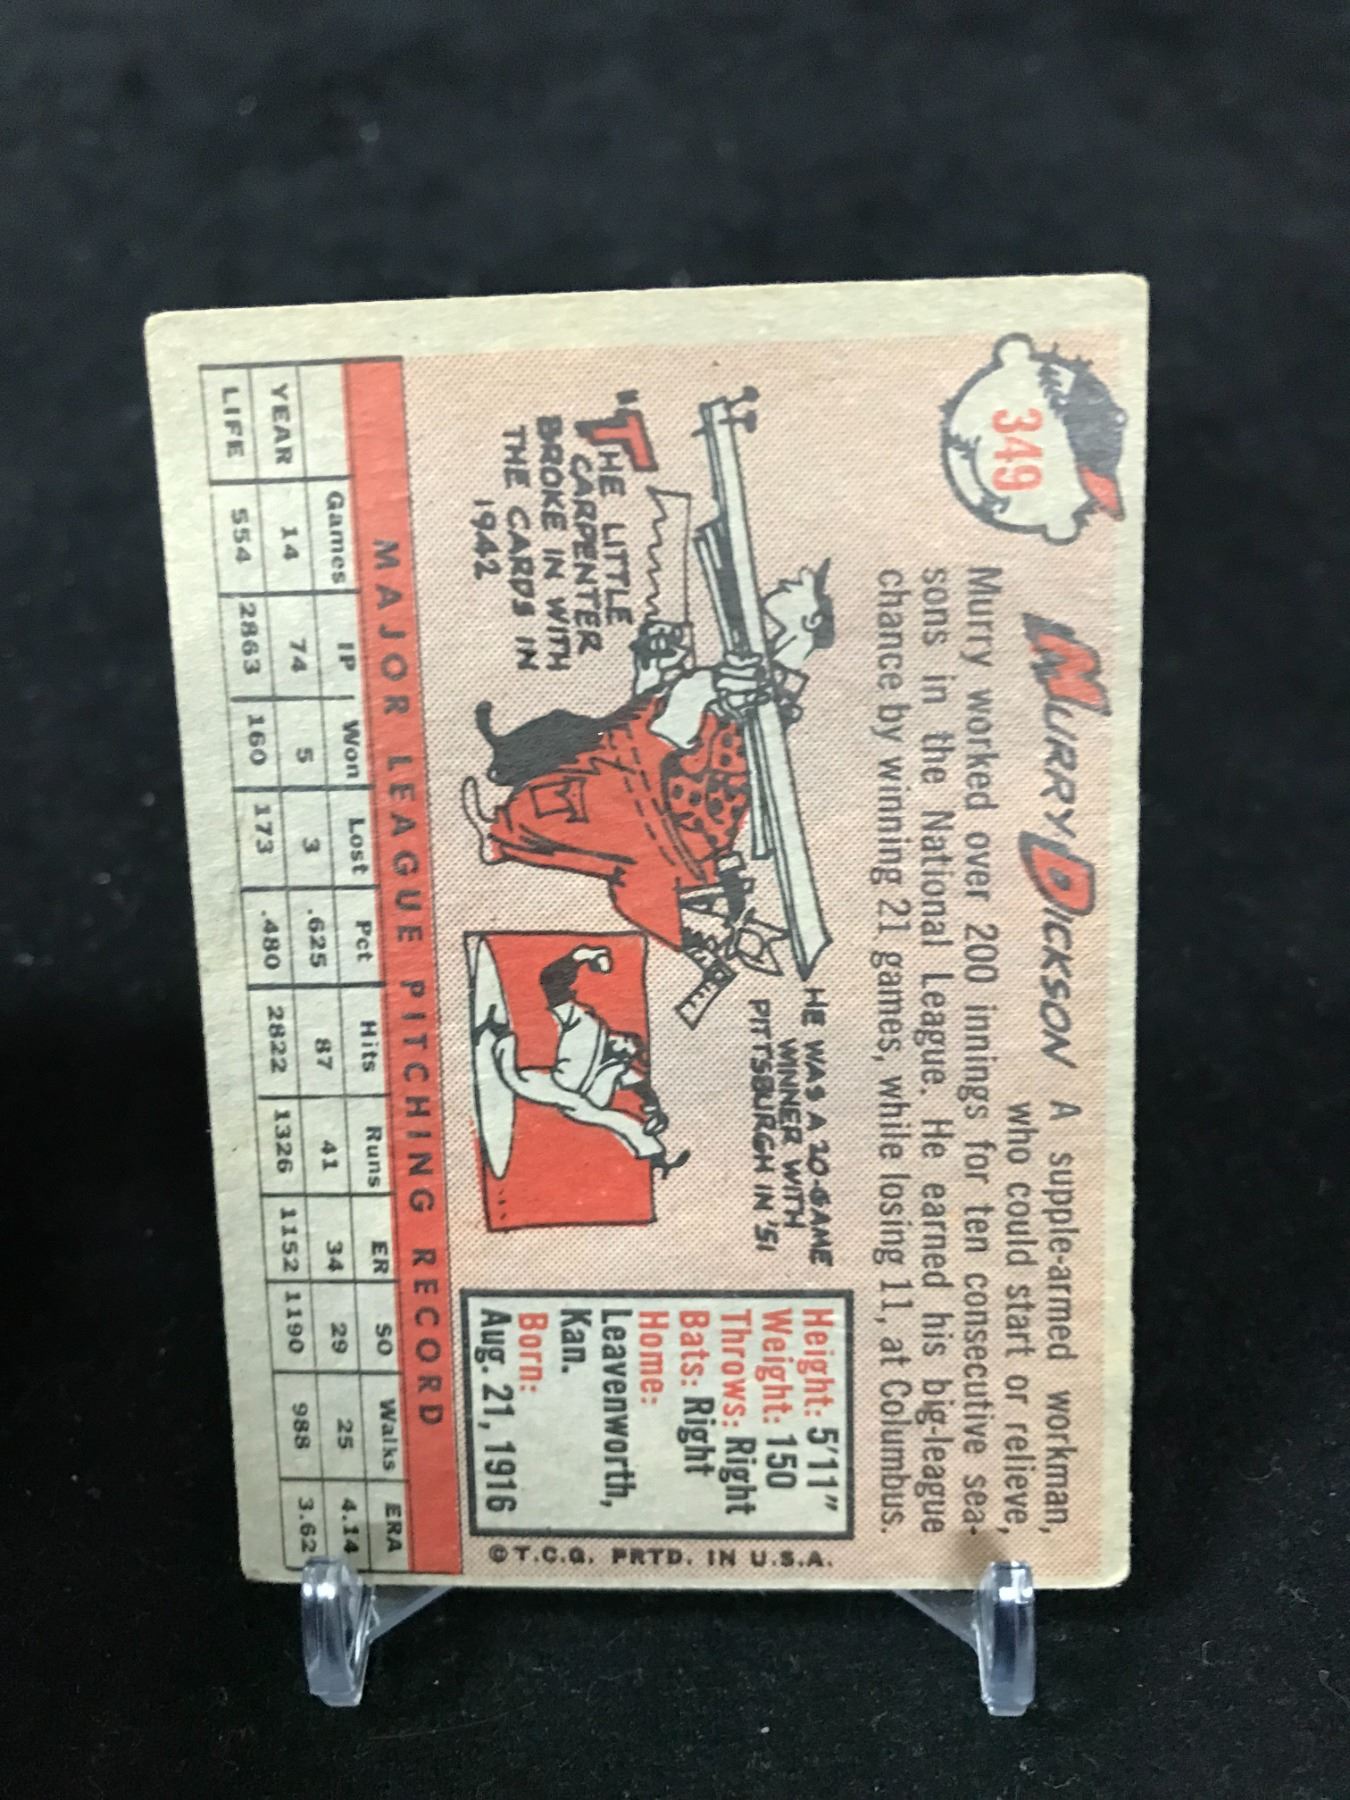 349
MURRY DICKSON A supple-armed workman,
who could start or relieve,
Murry worked over 200 innings for ten consecutive sea-
sons in the National League. He earned his big-league
chance by winning 21 games, while losing 11, at Columbus.
"THE LITTLE
CARPENTER"
BROKE IN WITH
THE CARDS IN
1942
HE WAS A 20-GAME
WINNER WITH
PITTSBURGH IN '51
Height: 5'11"
Weight: 150
Throws: Right
Bats: Right
Home:
Leavenworth,
Kan.
Born:
Aug. 21, 1916
© T.C.G. PRTD. IN U.S.A.
MAJOR LEAGUE PITCHING RECORD
Games IP Won Lost Pct Hits Runs ER SO Walks ERA
YEAR 14 74 5 3 .625 87 41 34 29 25 4.14
LIFE 554 2863 160 173 .480 2822 1326 1152 1190 988 3.62